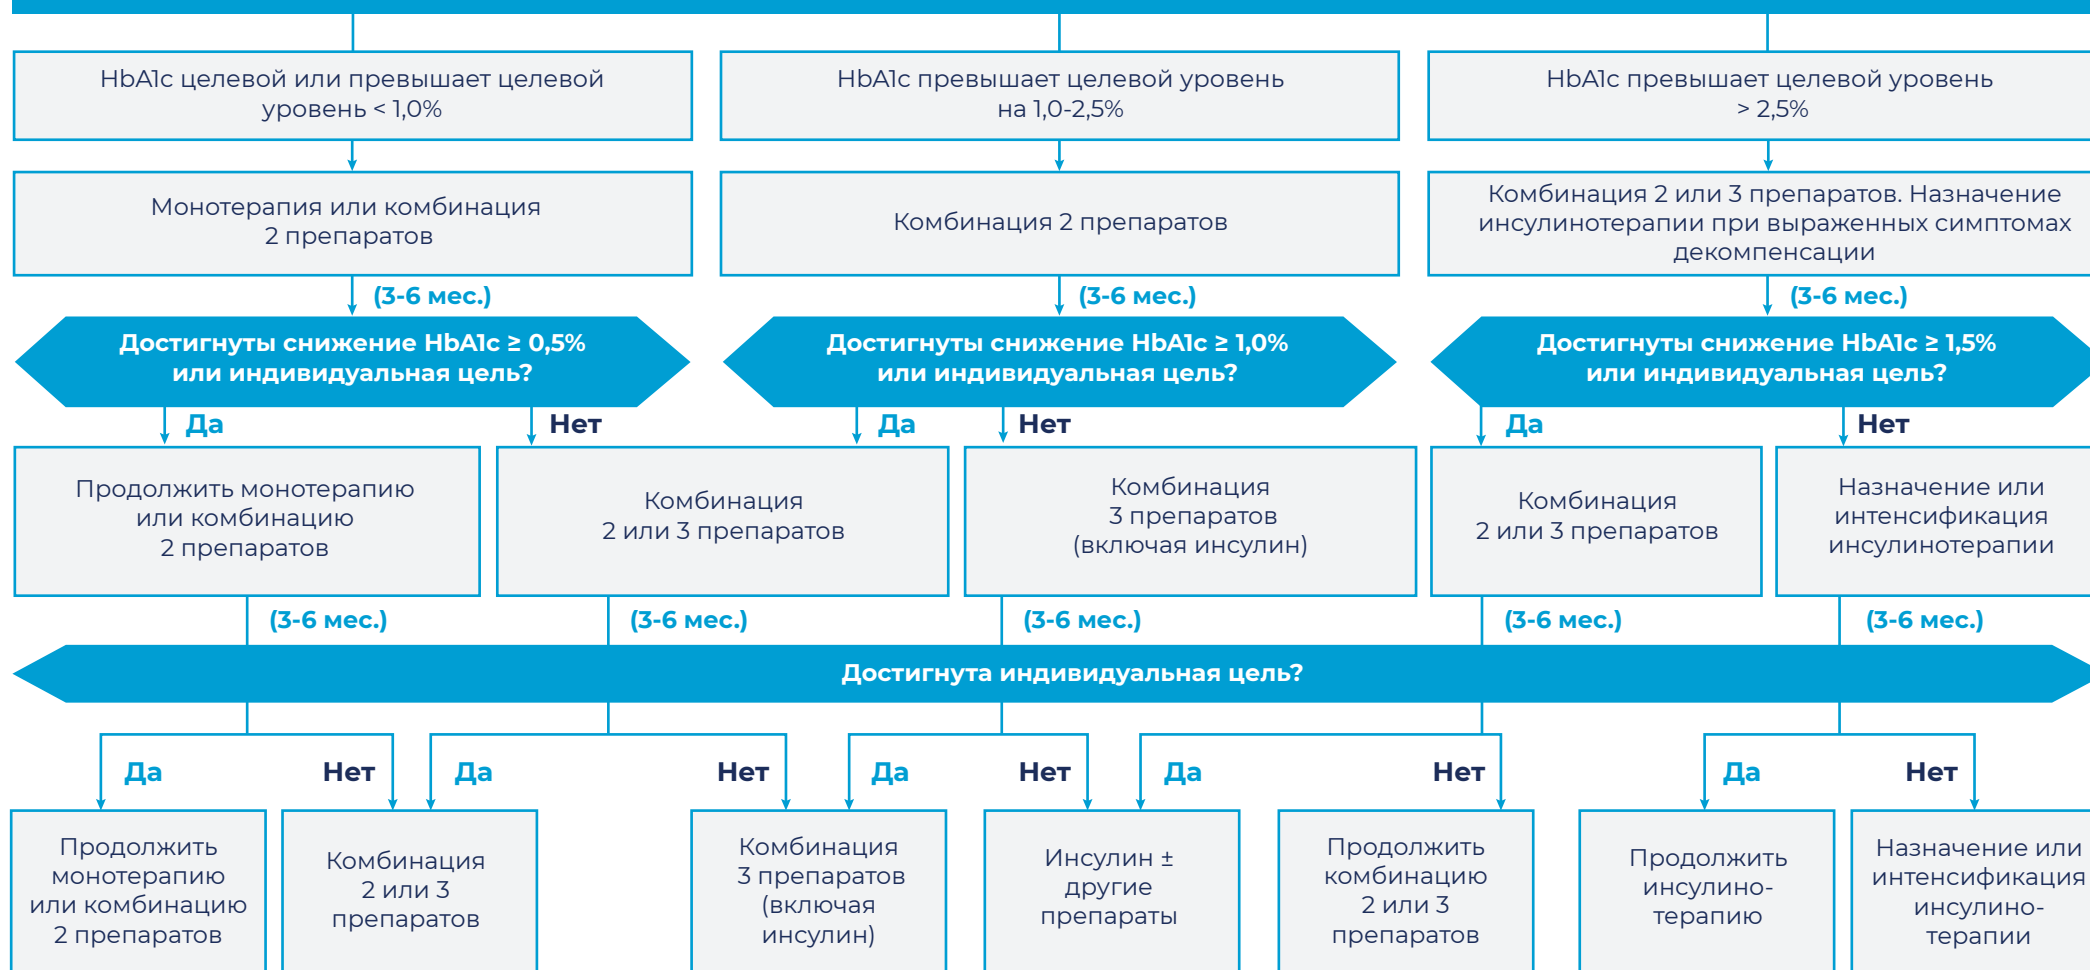 HbA1c целевой или превышает целевой
уровень < 1,0%
HbA1c превышает целевой уровень
на 1,0-2,5%
HbA1c превышает целевой уровень
> 2,5%
Монотерапия или комбинация
2 препаратов
Комбинация 2 препаратов
Комбинация 2 или 3 препаратов. Назначение
инсулинотерапии при выраженных симптомах
декомпенсации
(3-6 мес.)
(3-6 мес.)
(3-6 мес.)
Достигнуты снижение HbA1c ≥ 0,5%
или индивидуальная цель?
Достигнуты снижение HbA1c ≥ 1,0%
или индивидуальная цель?
Достигнуты снижение HbA1c ≥ 1,5%
или индивидуальная цель?
Да
Нет
Да
Нет
Да
Нет
Продолжить монотерапию
или комбинацию
2 препаратов
Комбинация
2 или 3 препаратов
Комбинация
3 препаратов
(включая инсулин)
Комбинация
2 или 3 препаратов
Назначение или
интенсификация
инсулинотерапии
(3-6 мес.)
(3-6 мес.)
(3-6 мес.)
(3-6 мес.)
(3-6 мес.)
Достигнута индивидуальная цель?
Да
Нет
Да
Нет
Да
Нет
Да
Нет
Да
Нет
Продолжить
монотерапию
или комбинацию
2 препаратов
Комбинация
2 или 3
препаратов
Комбинация
3 препаратов
(включая
инсулин)
Инсулин ±
другие
препараты
Продолжить
комбинацию
2 или 3
препаратов
Продолжить
инсулино-
терапию
Назначение или
интенсификация
инсулино-
терапии